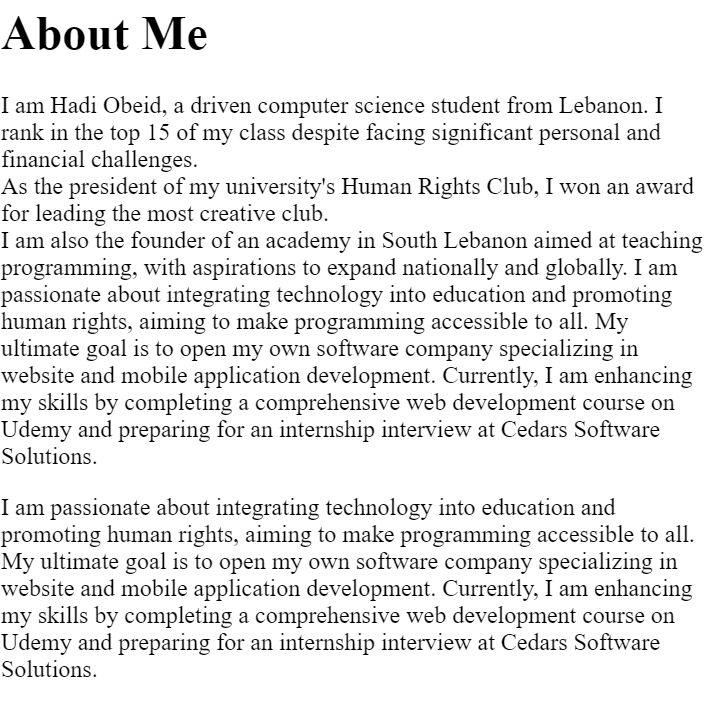 About Me
I am Hadi Obeid, a driven computer science student from Lebanon. I
rank in the top 15 of my class despite facing significant personal and
financial challenges.
As the president of my university's Human Rights Club, I won an award
for leading the most creative club.
I am also the founder of an academy in South Lebanon aimed at teaching
programming, with aspirations to expand nationally and globally. I am
passionate about integrating technology into education and promoting
human rights, aiming to make programming accessible to all. My
ultimate goal is to open my own software company specializing in
website and mobile application development. Currently, I am enhancing
my skills by completing a comprehensive web development course on
Udemy and preparing for an internship interview at Cedars Software
Solutions.
I am passionate about integrating technology into education and
promoting human rights, aiming to make programming accessible to all.
My ultimate goal is to open my own software company specializing in
website and mobile application development. Currently, I am enhancing
my skills by completing a comprehensive web development course on
Udemy and preparing for an internship interview at Cedars Software
Solutions.